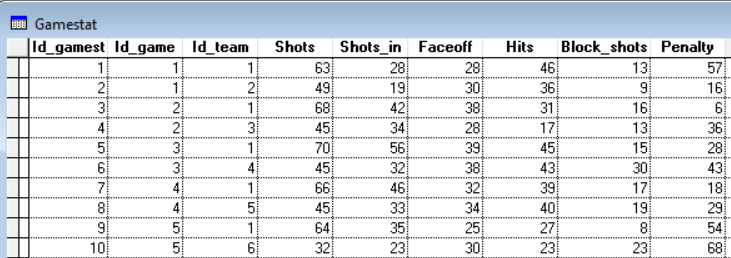 Gamestat
Id_gamest Id_game Id_team Shots Shots_in Faceoff Hits Block_shots Penalty
1 1 1 63 28 28 46 13 57
2 1 2 49 19 30 36 9 16
3 2 1 68 42 38 31 16 6
4 2 3 45 34 28 17 13 36
5 3 1 70 56 39 45 15 28
6 3 4 45 32 38 43 30 43
7 4 1 66 46 32 39 17 18
8 4 5 45 33 34 40 19 29
9 5 1 64 35 25 27 8 54
10 5 6 32 23 30 23 23 68